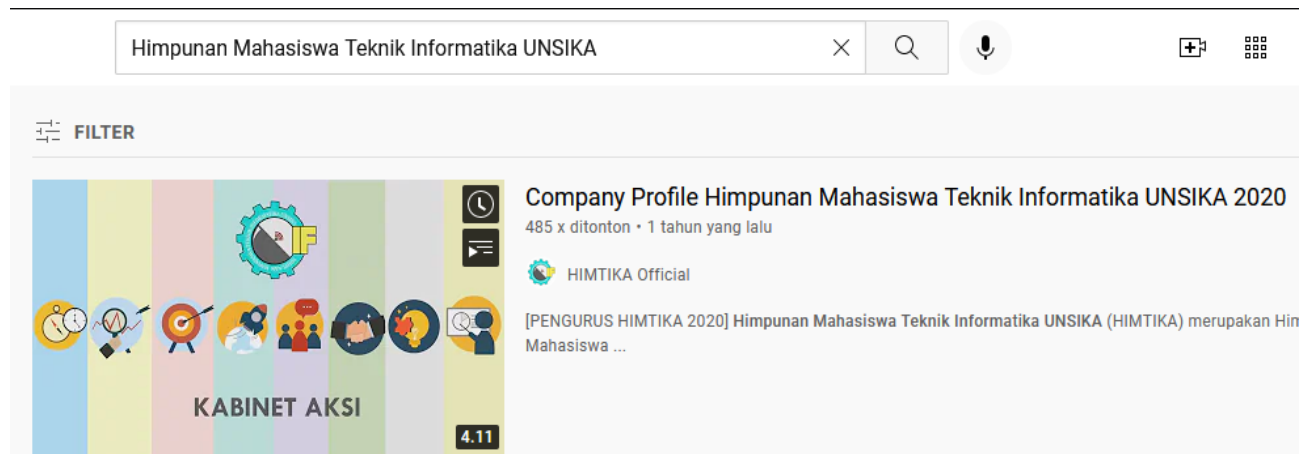 Himpunan Mahasiswa Teknik Informatika UNSIKA
FILTER
IF
KABINET AKSI
4.11
Company Profile Himpunan Mahasiswa Teknik Informatika UNSIKA 2020
485 x ditonton • 1 tahun yang lalu
HIMTIKA Official
[PENGURUS HIMTIKA 2020] Himpunan Mahasiswa Teknik Informatika UNSIKA (HIMTIKA) merupakan Him
Mahasiswa ...